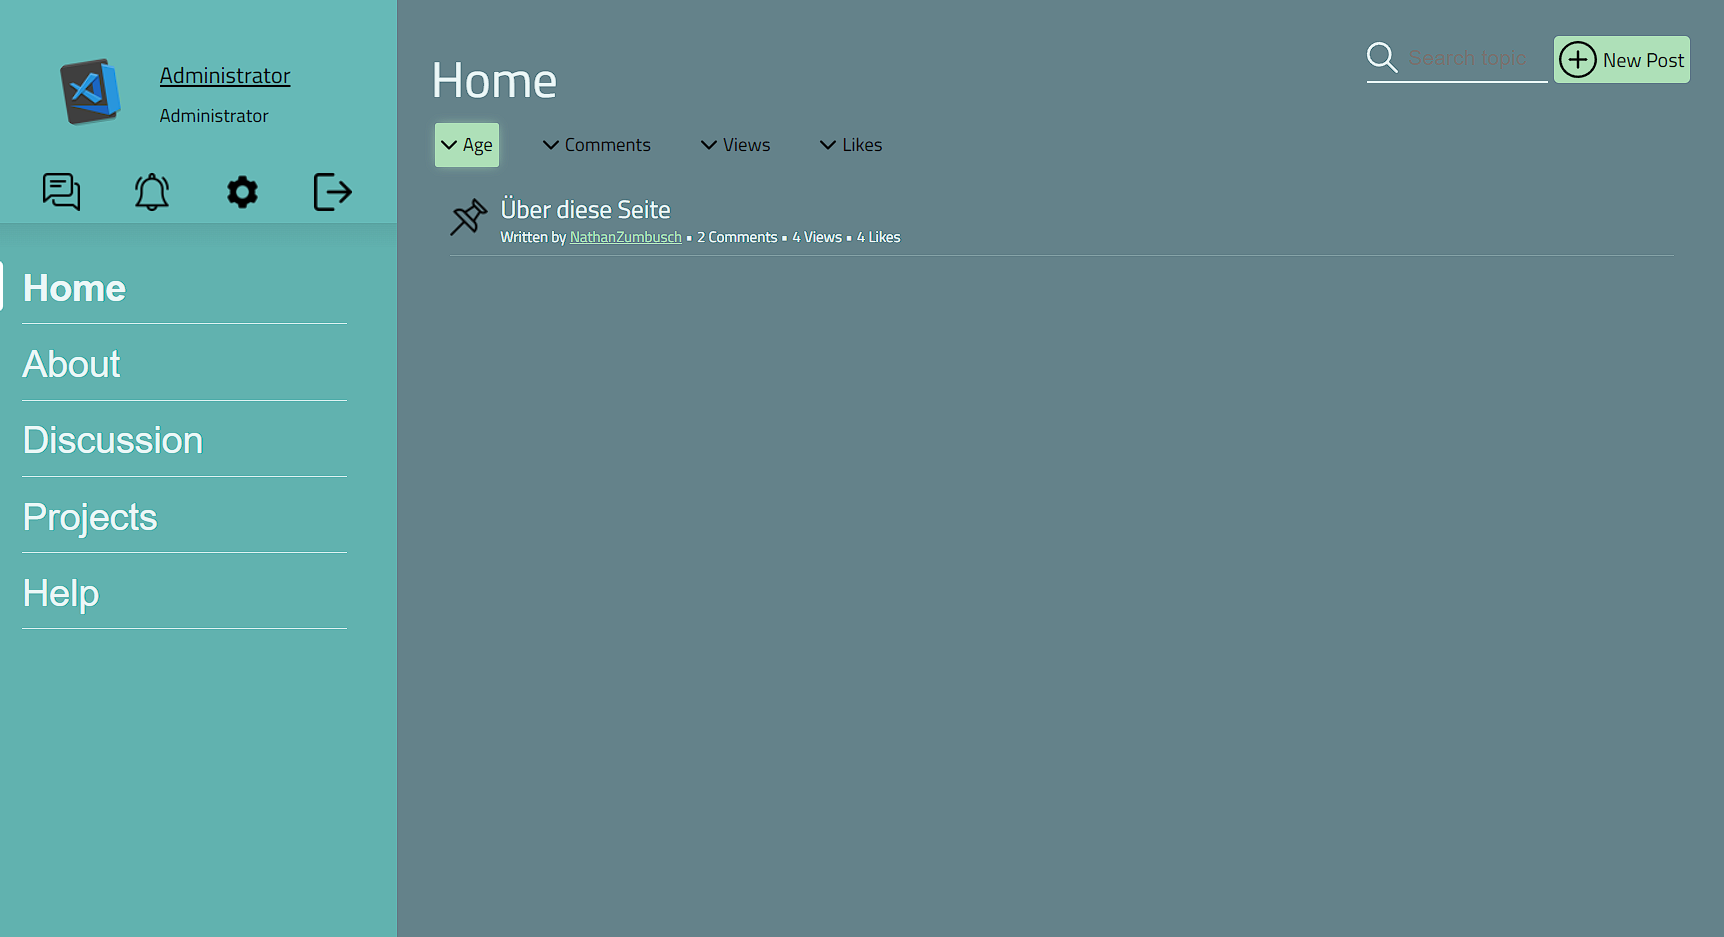 Administrator
Administrator
Home
About
Discussion
Projects
Help
Home
Search topic
New Post
Age Comments Views Likes
Über diese Seite
Written by NathanZumbusch ▪ 2 Comments ▪ 4 Views ▪ 4 Likes